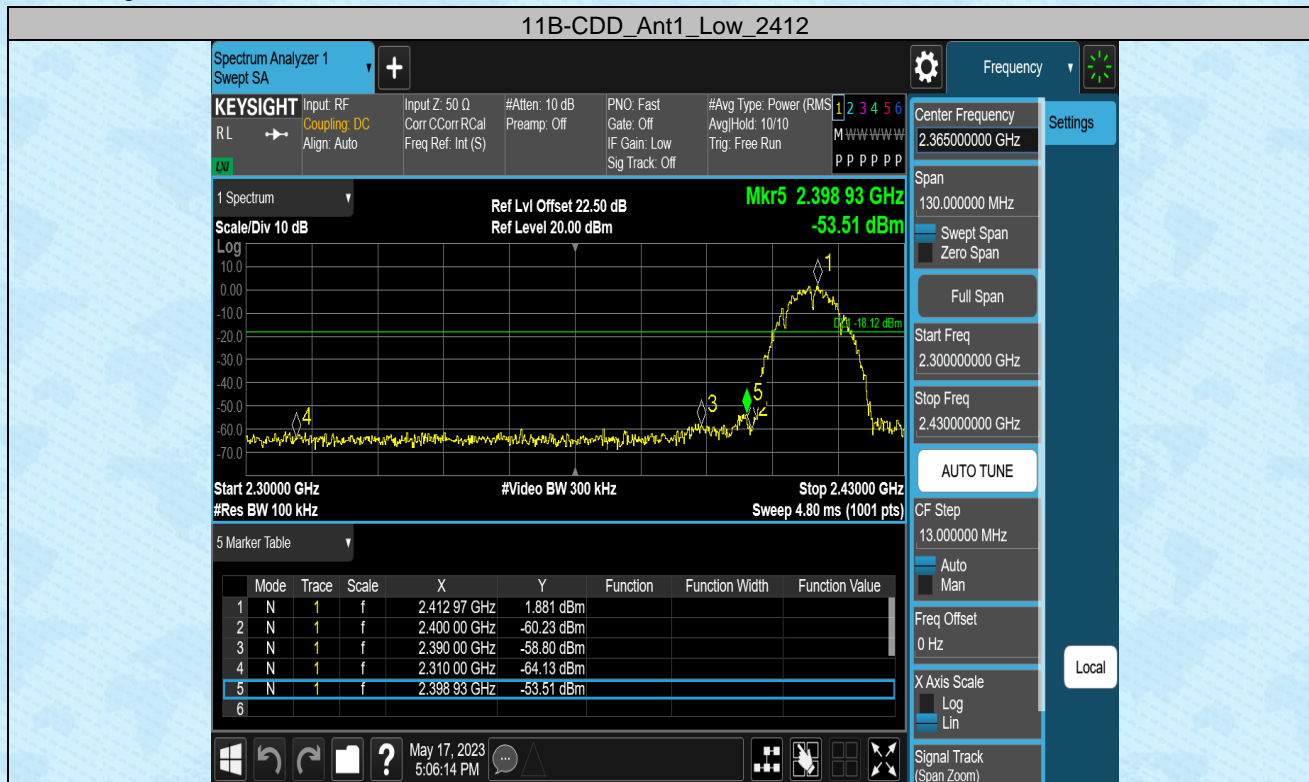 11B-CDD_Ant1_Low_2412
Spectrum Analyzer 1
Swept SA
Frequency
KEYSIGHT
RL
LXI
Input: RF
Coupling: DC
Align: Auto
Input Z: 50 Ω
Corr CCorr RCal
Freq Ref: Int (S)
#Atten: 10 dB
Preamp: Off
PNO: Fast
Gate: Off
IF Gain: Low
Sig Track: Off
#Avg Type: Power (RMS
Avg|Hold: 10/10
Trig: Free Run
1 2 3 4 5 6
M W W W W W
P P P P P P
1 Spectrum
Scale/Div 10 dB
Ref Lvl Offset 22.50 dB
Ref Level 20.00 dBm
Mkr5 2.398 93 GHz
-53.51 dBm
Log
10.0
0.00
-10.0
-20.0
-30.0
-40.0
-50.0
-60.0
-70.0
1
3
4
5
-18.12 dBm
Start 2.30000 GHz
#Res BW 100 kHz
#Video BW 300 kHz
Stop 2.43000 GHz
Sweep 4.80 ms (1001 pts)
5 Marker Table
Mode Trace Scale X Y Function Function Width Function Value
1 N 1 f 2.412 97 GHz 1.881 dBm
2 N 1 f 2.400 00 GHz -60.23 dBm
3 N 1 f 2.390 00 GHz -58.80 dBm
4 N 1 f 2.310 00 GHz -64.13 dBm
5 N 1 f 2.398 93 GHz -53.51 dBm
6
May 17, 2023
5:06:14 PM
Center Frequency
2.365000000 GHz
Span
130.000000 MHz
Swept Span
Zero Span
Full Span
Start Freq
2.300000000 GHz
Stop Freq
2.430000000 GHz
AUTO TUNE
CF Step
13.000000 MHz
Auto
Man
Freq Offset
0 Hz
X Axis Scale
Log
Lin
Signal Track
(Span Zoom)
Settings
Local